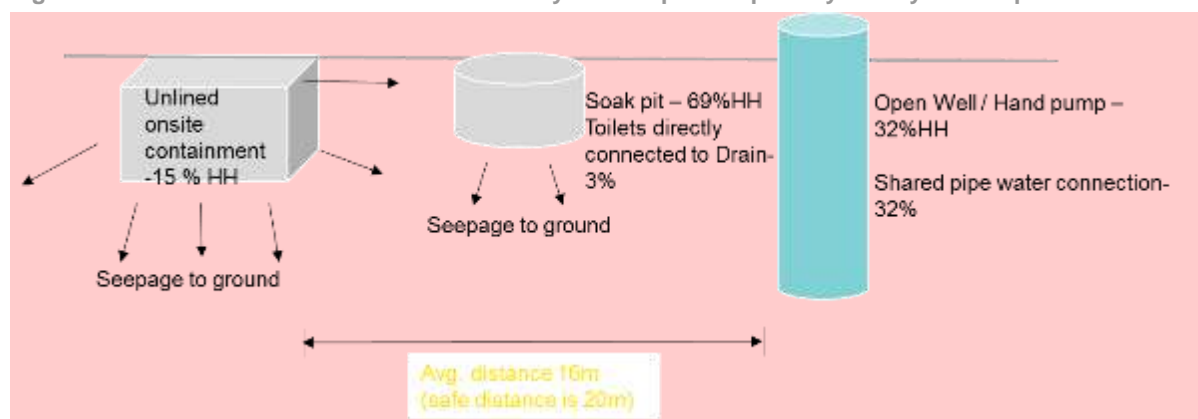 Unlined
onsite
containment
-15 % HH
Seepage to ground
Soak pit – 69%HH
Toilets directly
connected to Drain-
3%
Seepage to ground
Open Well / Hand pump –
32%HH
Shared pipe water connection-
32%
Avg. distance 16m
(safe distance is 20m)